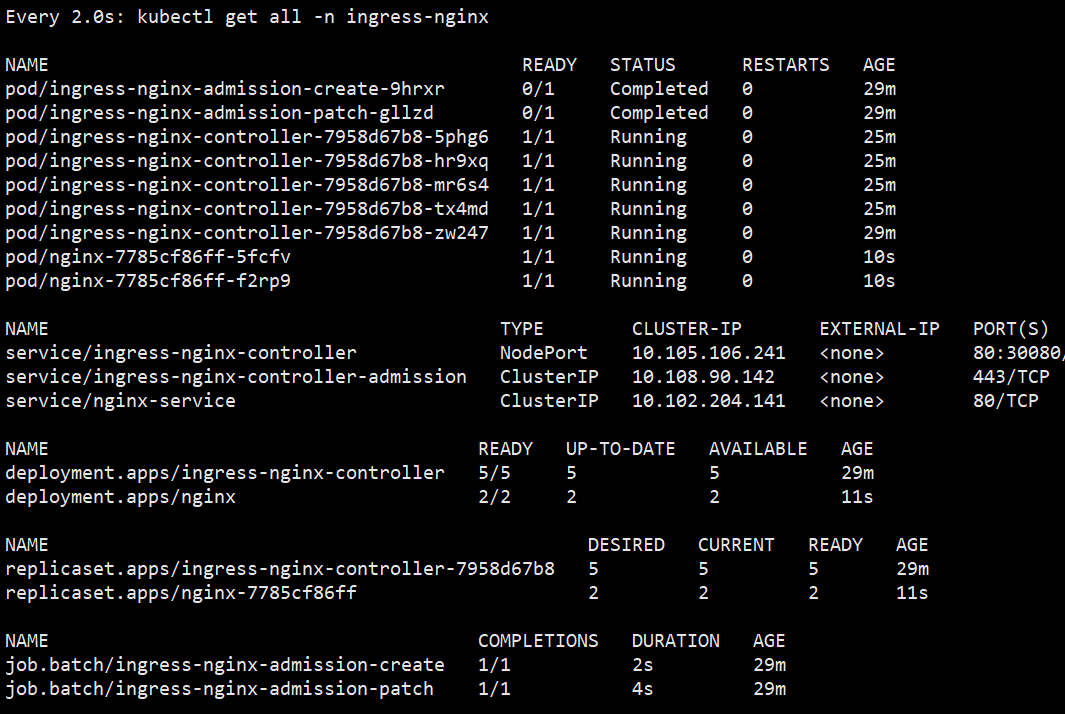 Every 2.0s: kubectl get all -n ingress-nginx
NAME READY STATUS RESTARTS AGE
pod/ingress-nginx-admission-create-9hrxr 0/1 Completed 0 29m
pod/ingress-nginx-admission-patch-gllzd 0/1 Completed 0 29m
pod/ingress-nginx-controller-7958d67b8-5phg6 1/1 Running 0 25m
pod/ingress-nginx-controller-7958d67b8-hr9xq 1/1 Running 0 25m
pod/ingress-nginx-controller-7958d67b8-mr6s4 1/1 Running 0 25m
pod/ingress-nginx-controller-7958d67b8-tx4md 1/1 Running 0 25m
pod/ingress-nginx-controller-7958d67b8-zw247 1/1 Running 0 29m
pod/nginx-7785cf86ff-5fcfv 1/1 Running 0 10s
pod/nginx-7785cf86ff-f2rp9 1/1 Running 0 10s
NAME TYPE CLUSTER-IP EXTERNAL-IP PORT(S)
service/ingress-nginx-controller NodePort 10.105.106.241 <none> 80:30080/
service/ingress-nginx-controller-admission ClusterIP 10.108.90.142 <none> 443/TCP
service/nginx-service ClusterIP 10.102.204.141 <none> 80/TCP
NAME READY UP-TO-DATE AVAILABLE AGE
deployment.apps/ingress-nginx-controller 5/5 5 5 29m
deployment.apps/nginx 2/2 2 2 11s
NAME DESIRED CURRENT READY AGE
replicaset.apps/ingress-nginx-controller-7958d67b8 5 5 5 29m
replicaset.apps/nginx-7785cf86ff 2 2 2 11s
NAME COMPLETIONS DURATION AGE
job.batch/ingress-nginx-admission-create 1/1 2s 29m
job.batch/ingress-nginx-admission-patch 1/1 4s 29m